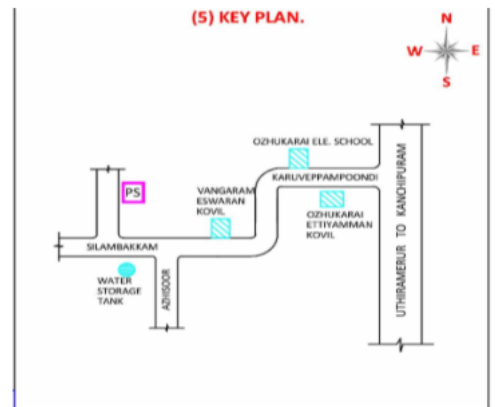 (5) KEY PLAN.
N
W
E
S
OZHUKARAI ELE. SCHOOL
KARUVEPPAMPOONDI
PS
VANGARAM
ESWARAN
KOVIL
OZHUKARAI
ETTIYAMMAN
KOVIL
SILAMBAKKAM
WATER
STORAGE
TANK
AZHISOOR
UTHIRAMERUR TO KANCHIPURAM